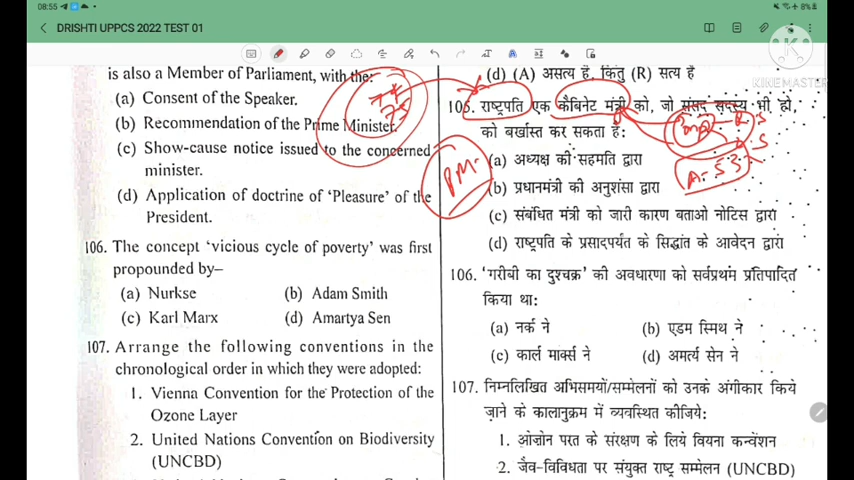 08:55
8%
DRISHTI UPPCS 2022 TEST 01
KINEMASTER
is also a Member of Parliament, with the:
(a) Consent of the Speaker.
(b) Recommendation of the Prime Minister.
(c) Show-cause notice issued to the concerned
minister.
(d) Application of doctrine of 'Pleasure' of the
President.
106. The concept 'vicious cycle of poverty' was first
propounded by–
(a) Nurkse (b) Adam Smith
(c) Karl Marx (d) Amartya Sen
107. Arrange the following conventions in the
chronological order in which they were adopted:
1. Vienna Convention for the Protection of the
Ozone Layer
2. United Nations Convention on Biodiversity
(UNCBD)
74
75
PM.
(d) (A) असत्य है, किंतु (R) सत्य है
105. राष्ट्रपति एक कैबिनेट मंत्री को, जो संसद सदस्य भी हो,
को बर्खास्त कर सकता है:
(a) अध्यक्ष की सहमति द्वारा
(b) प्रधानमंत्री की अनुशंसा द्वारा
(c) संबंधित मंत्री को जारी कारण बताओ नोटिस द्वारा
(d) राष्ट्रपति के प्रसादपर्यंत के सिद्धांत के आवेदन द्वारा
A-53
106. 'गरीबी का दुश्चक्र' की अवधारणा को सर्वप्रथम प्रतिपादित
किया था:
(a) नर्क ने (b) एडम स्मिथ ने
(c) कार्ल मार्क्स ने (d) अमर्त्य सेन ने
107. निम्नलिखित अभिसमयों/सम्मेलनों को उनके अंगीकार किये
जाने के कालानुक्रम में व्यवस्थित कीजिये:
1. ओज़ोन परत के संरक्षण के लिये वियना कन्वेंशन
2. जैव-विविधता पर संयुक्त राष्ट्र सम्मेलन (UNCBD)